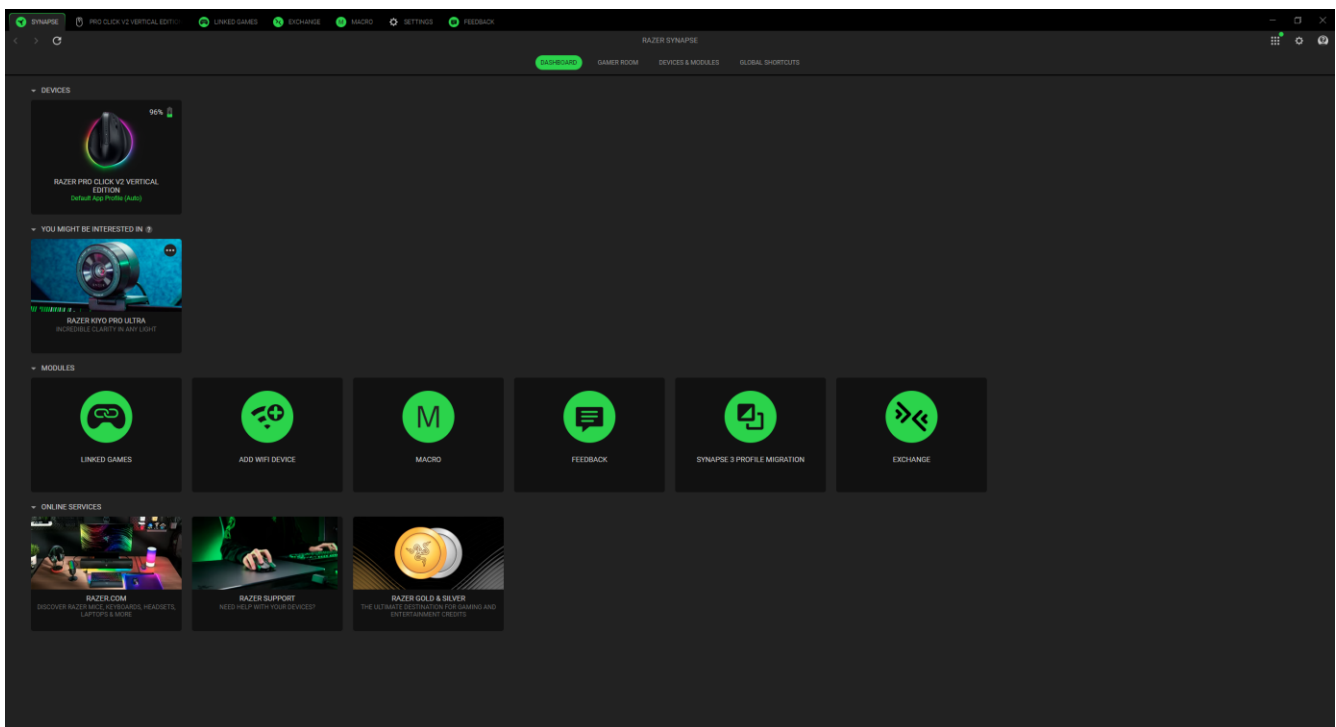 SYNAPSE
PRO CLICK V2 VERTICAL EDITIO
LINKED GAMES
EXCHANGE
MACRO
SETTINGS
FEEDBACK
RAZER SYNAPSE
DASHBOARD
GAMER ROOM
DEVICES & MODULES
GLOBAL SHORTCUTS
DEVICES
96%
RAZER PRO CLICK V2 VERTICAL
EDITION
Default App Profile (Auto)
YOU MIGHT BE INTERESTED IN
RAZER KIYO PRO ULTRA
INCREDIBLE CLARITY IN ANY LIGHT
MODULES
M
LINKED GAMES
ADD WIFI DEVICE
MACRO
FEEDBACK
SYNAPSE 3 PROFILE MIGRATION
EXCHANGE
ONLINE SERVICES
RAZER.COM
DISCOVER RAZER MICE, KEYBOARDS, HEADSETS,
LAPTOPS & MORE
RAZER SUPPORT
NEED HELP WITH YOUR DEVICES?
RAZER GOLD & SILVER
THE ULTIMATE DESTINATION FOR GAMING AND
ENTERTAINMENT CREDITS